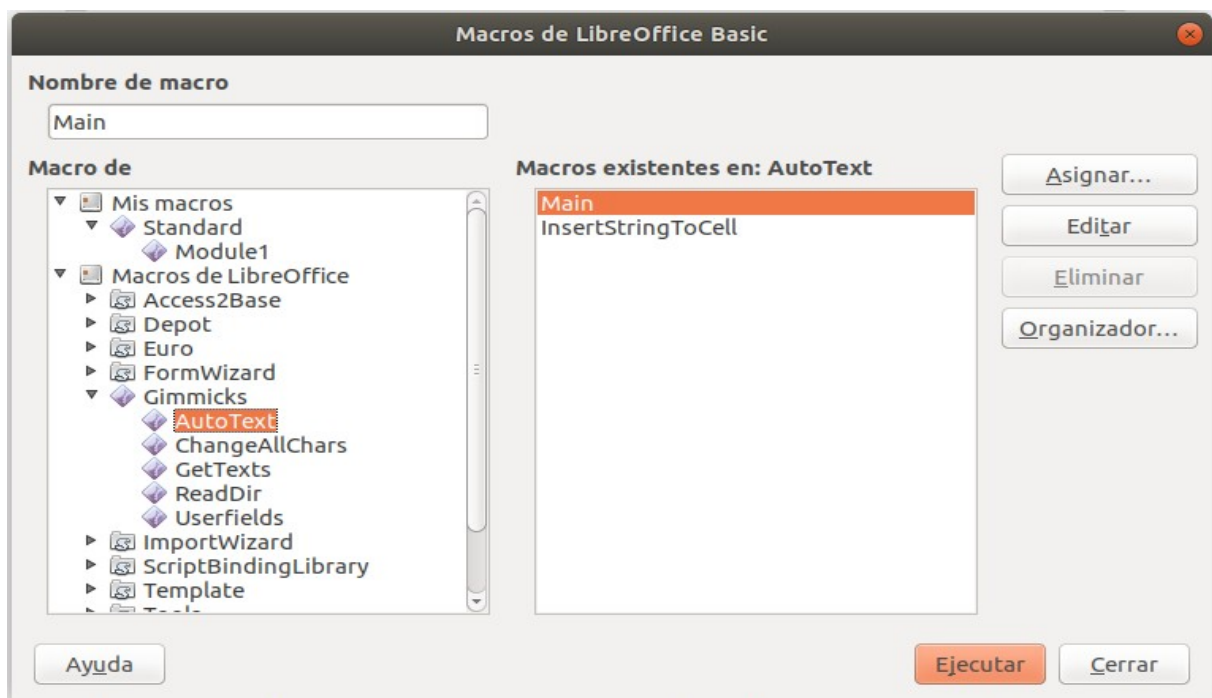 Macros de LibreOffice Basic
Nombre de macro
Main
Macro de
Mis macros
Standard
Module1
Macros de LibreOffice
Access2Base
Depot
Euro
FormWizard
Gimmicks
AutoText
ChangeAllChars
GetTexts
ReadDir
Userfields
ImportWizard
ScriptBindingLibrary
Template
Macros existentes en: AutoText
Main
InsertStringToCell
Asignar...
Editar
Eliminar
Organizador...
Ayuda
Ejecutar
Cerrar